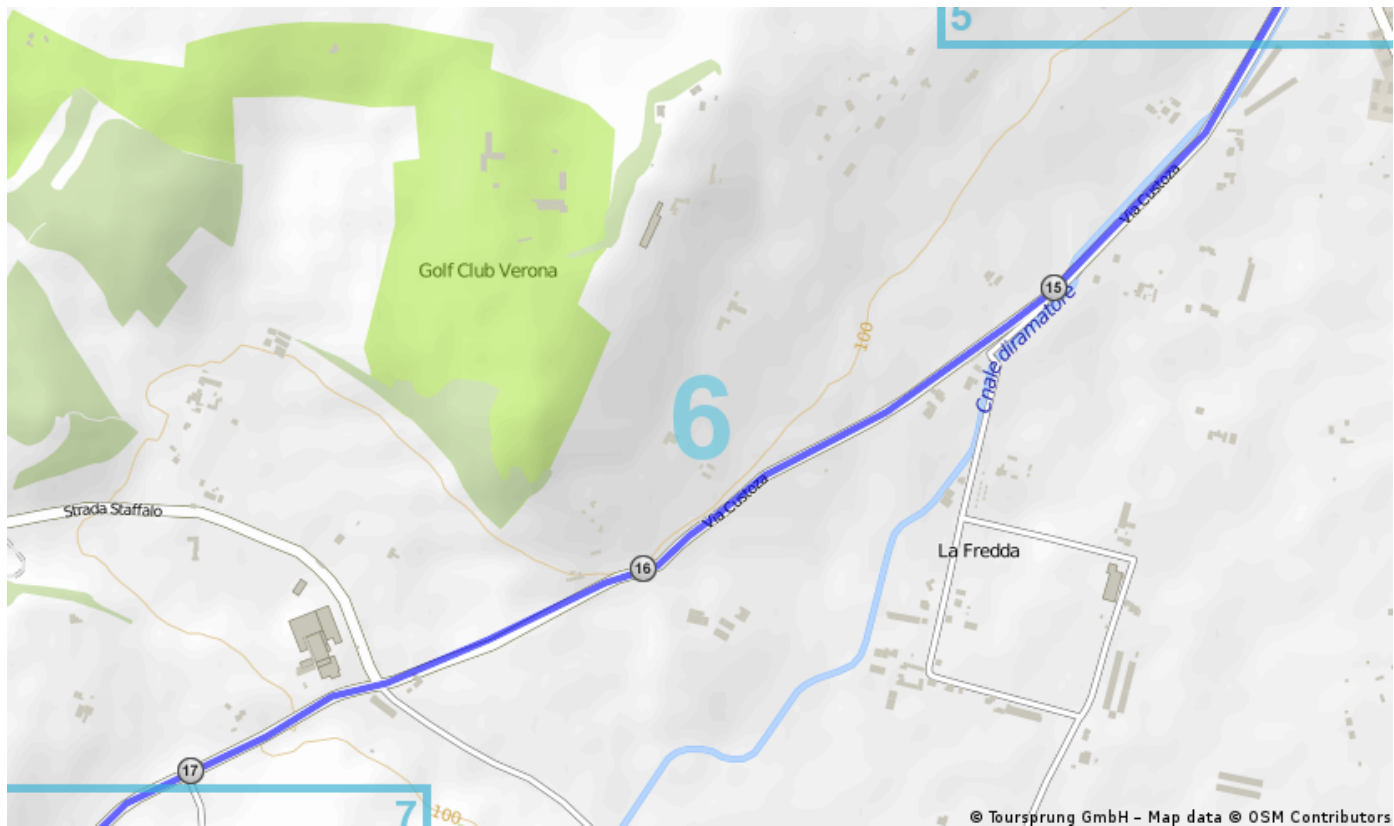 5
Via Custoza
15
Cnale diramatore
Golf Club Verona
100
6
Via Custoza
Strada Staffalo
La Fredda
16
17
7
100
© Toursprung GmbH – Map data © OSM Contributors